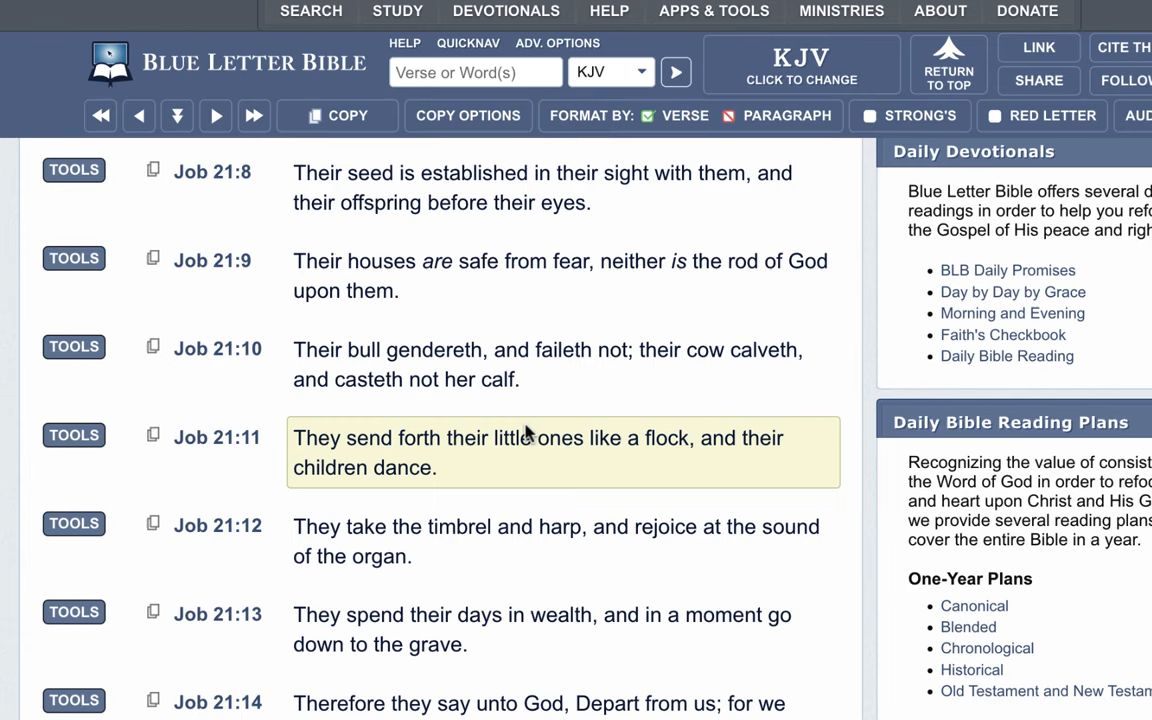 SEARCH STUDY DEVOTIONALS HELP APPS & TOOLS MINISTRIES ABOUT DONATE
BLUE LETTER BIBLE
HELP QUICKNAV ADV. OPTIONS
Verse or Word(s) KJV
KJV
CLICK TO CHANGE
RETURN
TO TOP
LINK CITE TH
SHARE FOLLO
COPY COPY OPTIONS FORMAT BY: VERSE PARAGRAPH STRONG'S RED LETTER AUD
TOOLS Job 21:8 Their seed is established in their sight with them, and
their offspring before their eyes.
TOOLS Job 21:9 Their houses are safe from fear, neither is the rod of God
upon them.
TOOLS Job 21:10 Their bull gendereth, and faileth not; their cow calveth,
and casteth not her calf.
TOOLS Job 21:11 They send forth their little ones like a flock, and their
children dance.
TOOLS Job 21:12 They take the timbrel and harp, and rejoice at the sound
of the organ.
TOOLS Job 21:13 They spend their days in wealth, and in a moment go
down to the grave.
TOOLS Job 21:14 Therefore they say unto God, Depart from us; for we
Daily Devotionals
Blue Letter Bible offers several d
readings in order to help you refo
the Gospel of His peace and righ
BLB Daily Promises
Day by Day by Grace
Morning and Evening
Faith's Checkbook
Daily Bible Reading
Daily Bible Reading Plans
Recognizing the value of consist
the Word of God in order to refoc
and heart upon Christ and His G
we provide several reading plans
cover the entire Bible in a year.
One-Year Plans
Canonical
Blended
Chronological
Historical
Old Testament and New Testam